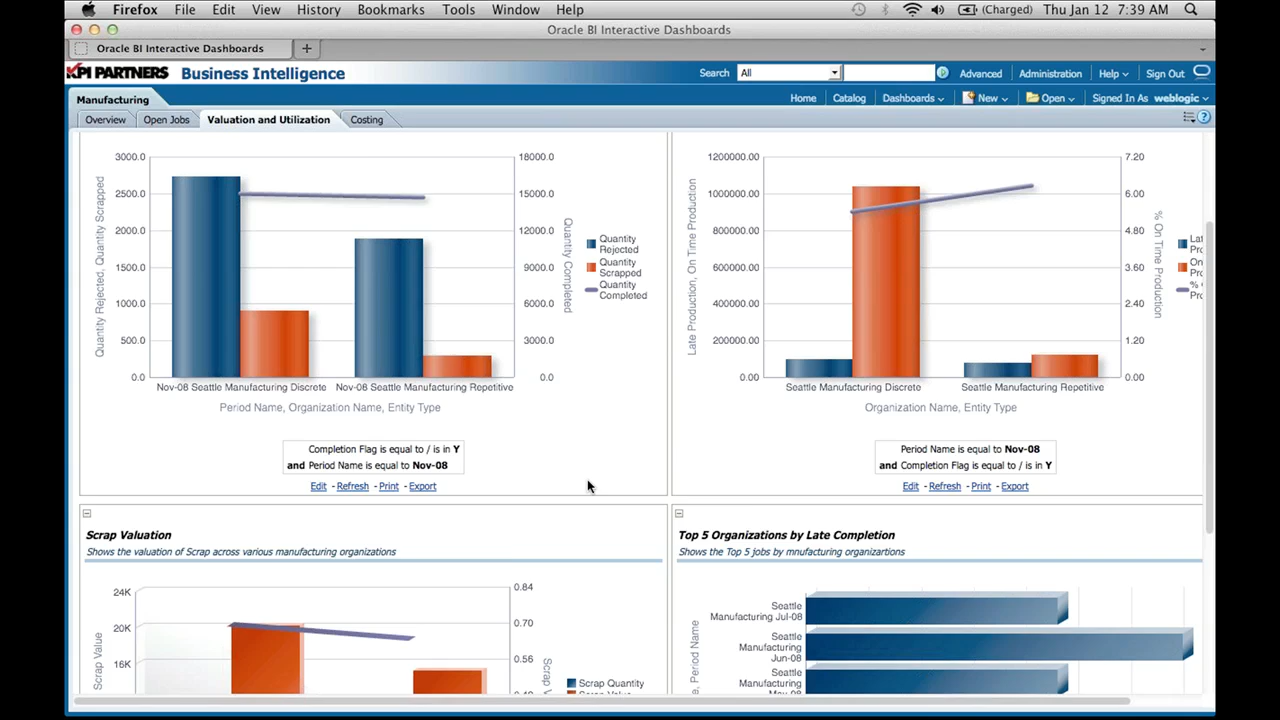 Firefox File Edit View History Bookmarks Tools Window Help (Charged) Thu Jan 12 7:39 AM
Oracle BI Interactive Dashboards
Oracle BI Interactive Dashboards +
KPI PARTNERS Business Intelligence Search All Advanced Administration Help Sign Out
Manufacturing Home Catalog Dashboards New Open Signed In As weblogic
Overview Open Jobs Valuation and Utilization Costing
3000.0
2500.0
2000.0
1500.0
1000.0
500.0
0.0
Quantity Rejected, Quantity Scrapped
18000.0
15000.0
12000.0
9000.0
6000.0
3000.0
0.0
Quantity Completed
Quantity
Rejected
Quantity
Scrapped
Quantity
Completed
Nov-08 Seattle Manufacturing Discrete Nov-08 Seattle Manufacturing Repetitive
Period Name, Organization Name, Entity Type
Completion Flag is equal to / is in Y
and Period Name is equal to Nov-08
Edit - Refresh - Print - Export
1200000.00
1000000.00
800000.00
600000.00
400000.00
200000.00
0.00
Late Production, On Time Production
7.20
6.00
4.80
3.60
2.40
1.20
0.00
% On Time Production
La
Pro
On
Pro
% 
Pro
Seattle Manufacturing Discrete Seattle Manufacturing Repetitive
Organization Name, Entity Type
Period Name is equal to Nov-08
and Completion Flag is equal to / is in Y
Edit - Refresh - Print - Export
Scrap Valuation
Shows the valuation of Scrap across various manufacturing organizations
24K
20K
16K
Scrap Value
0.84
0.70
0.56
Scrap Quantity
Top 5 Organizations by Late Completion
Shows the Top 5 jobs by mnufacturing organizartions
Seattle
Manufacturing Jul-08
Seattle
Manufacturing
Jun-08
Seattle
Manufacturing
e, Period Name